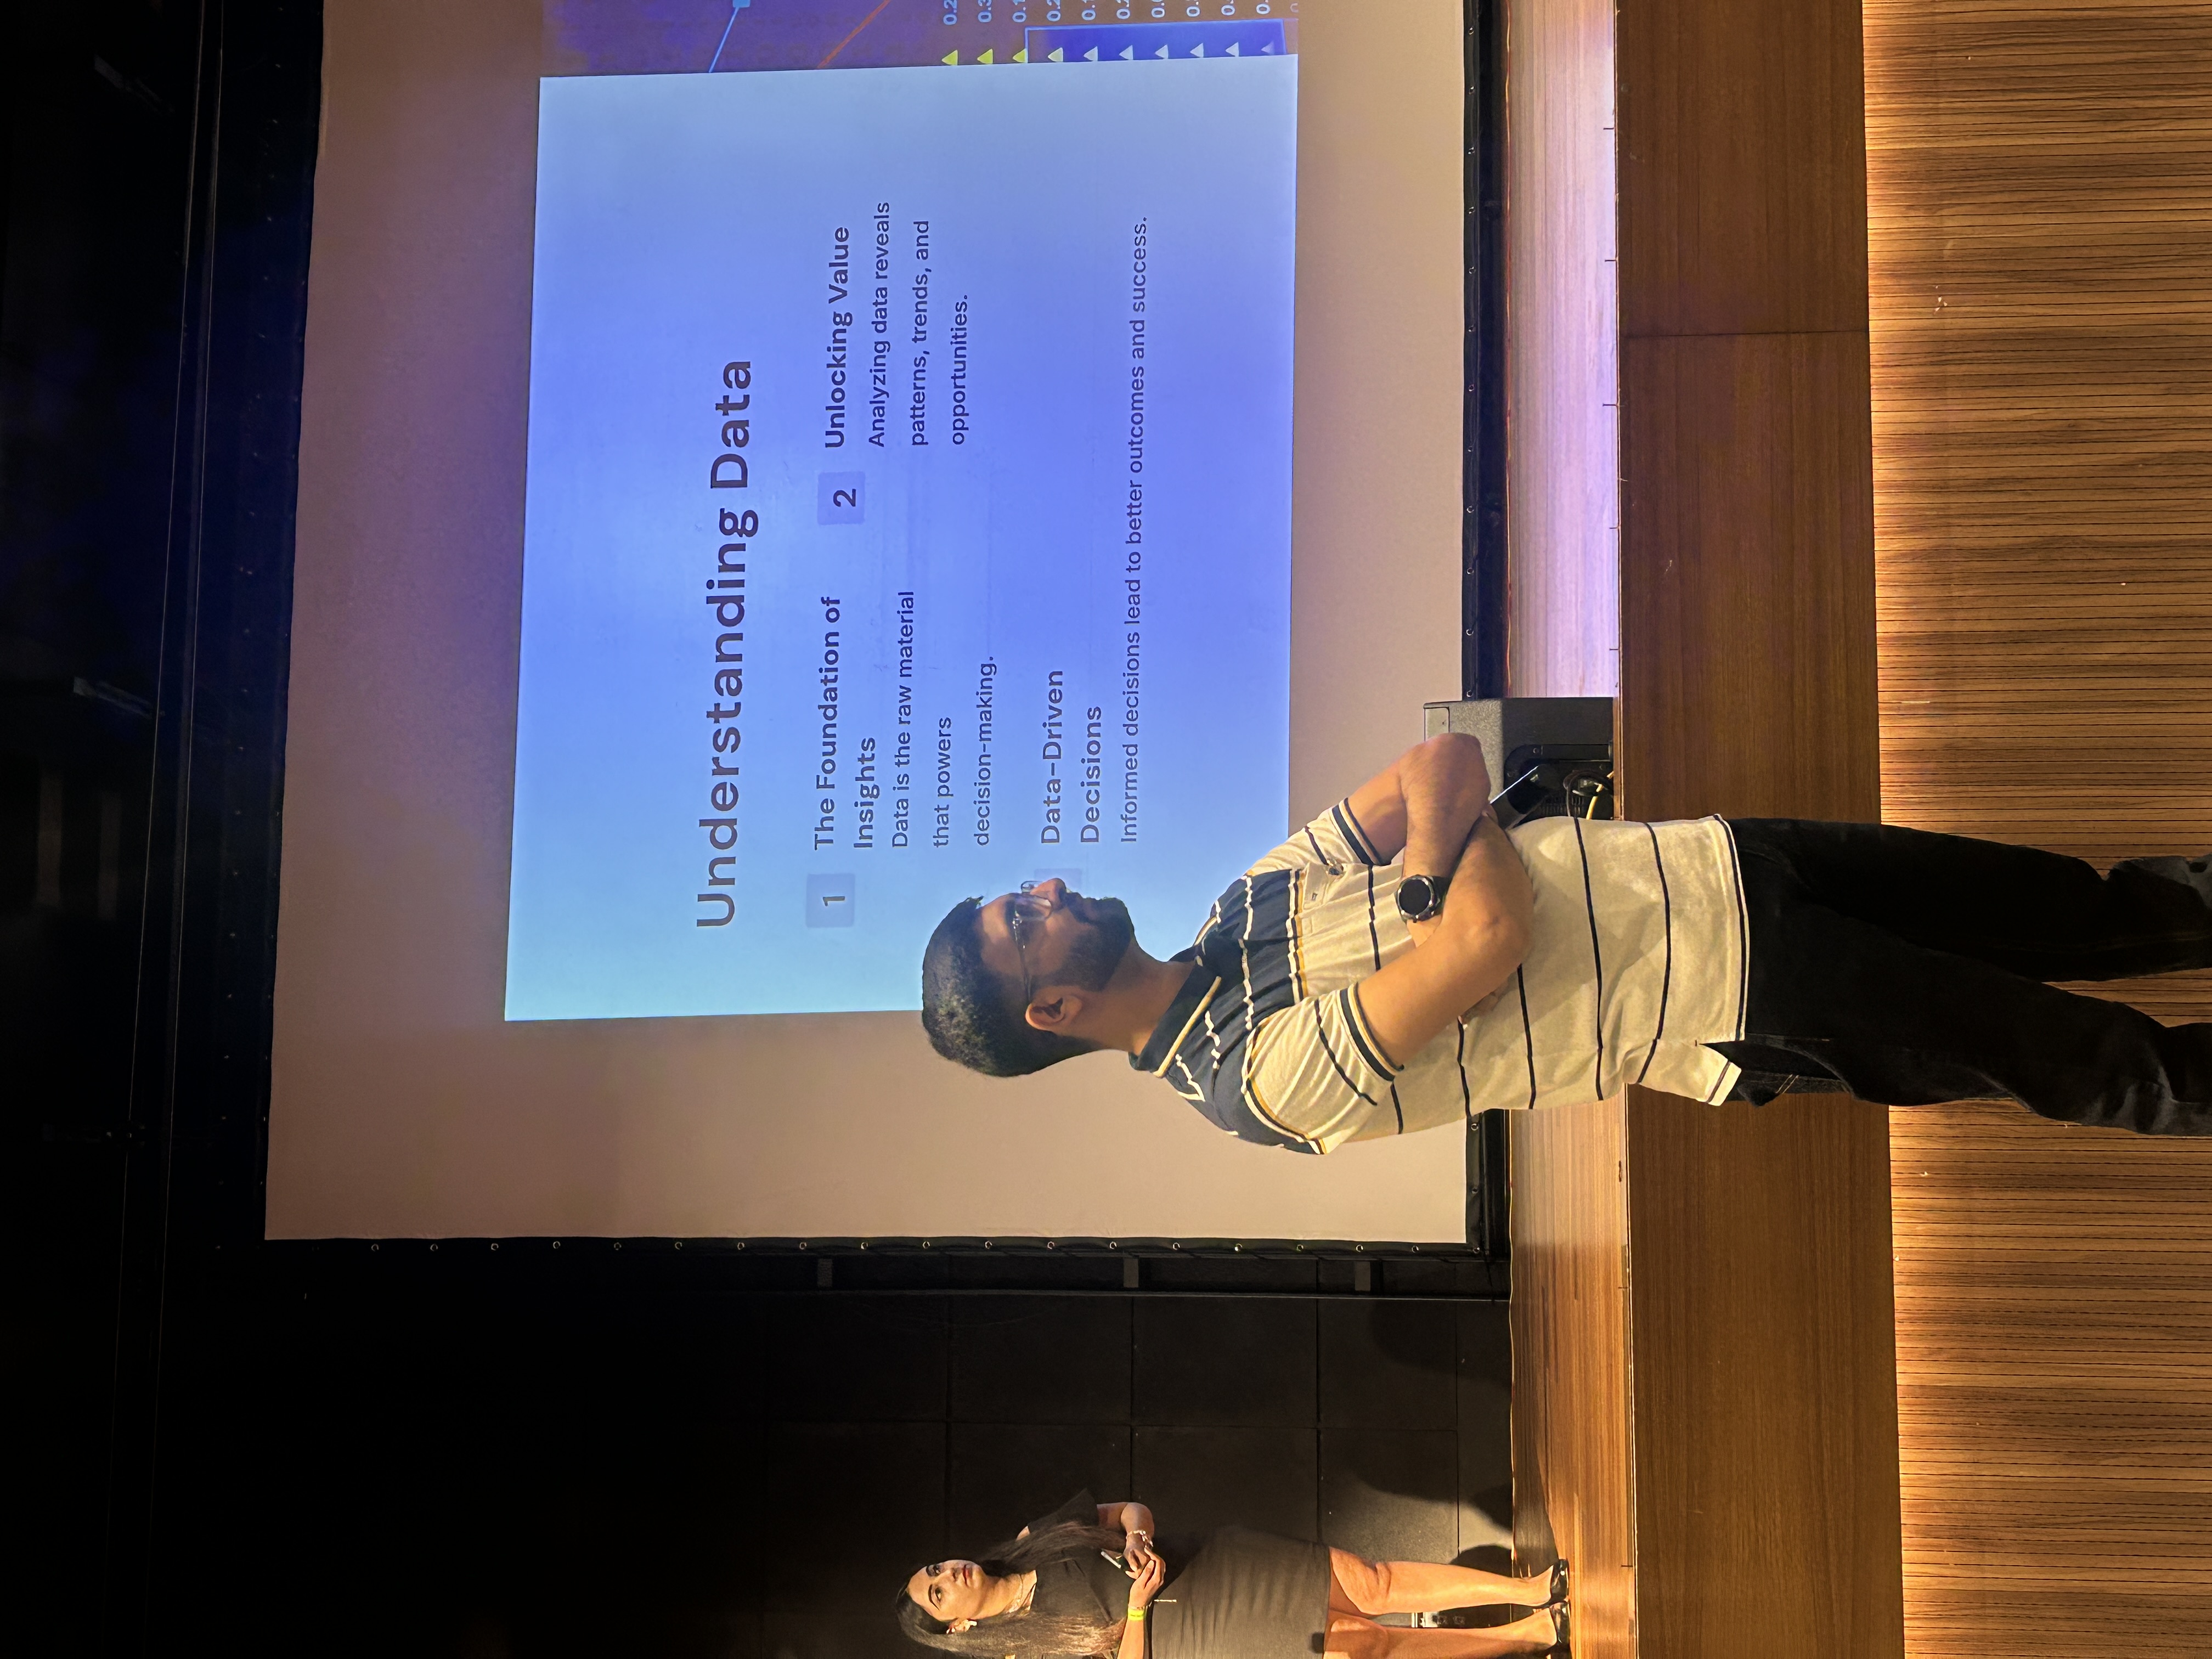 Understanding Data
1
The Foundation of
Insights
Data is the raw material
that powers
decision-making.
2
Unlocking Value
Analyzing data reveals
patterns, trends, and
opportunities.
Data-Driven
Decisions
Informed decisions lead to better outcomes and success.